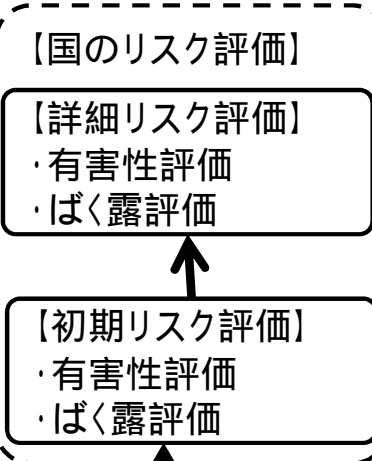 【国のリスク評価】
【詳細リスク評価】
・有害性評価
・ばく露評価
【初期リスク評価】
・有害性評価
・ばく露評価